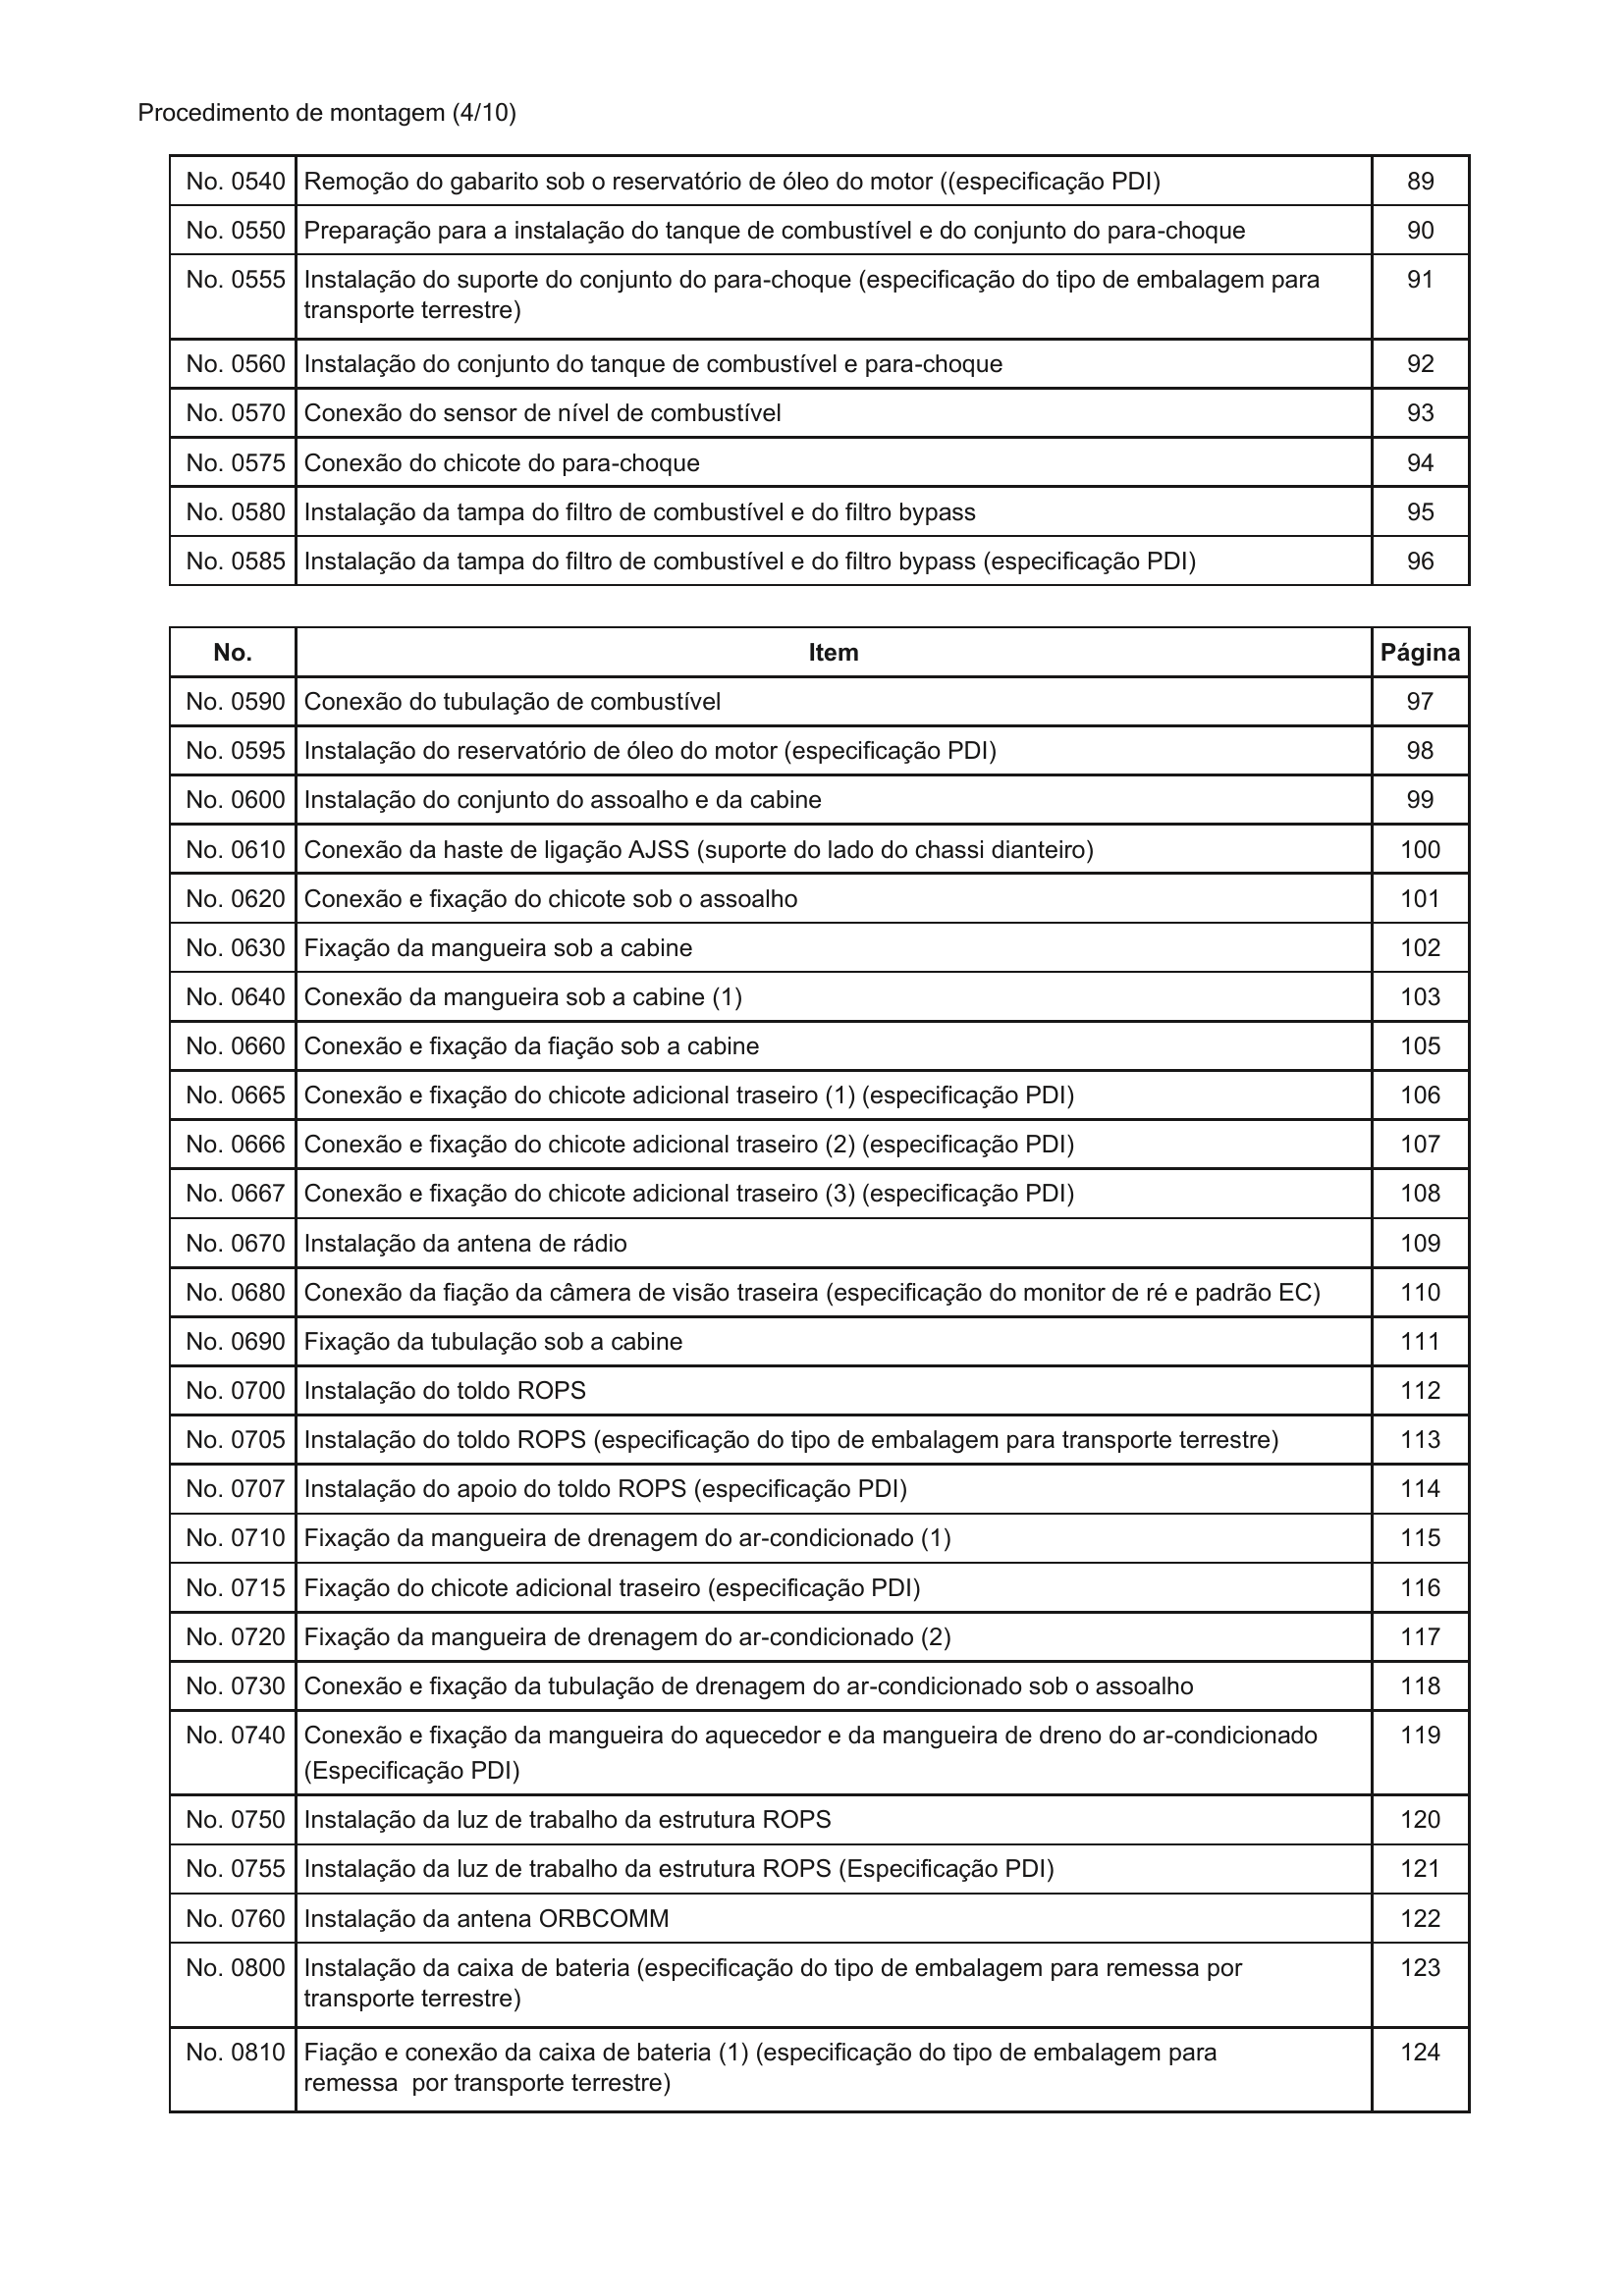 Procedimento de montagem (4/10)
No. 0540 Remoção do gabarito sob o reservatório de óleo do motor ((especificação PDI) 89
No. 0550 Preparação para a instalação do tanque de combustível e do conjunto do para-choque 90
No. 0555 Instalação do suporte do conjunto do para-choque (especificação do tipo de embalagem para 91
transporte terrestre)
No. 0560 Instalação do conjunto do tanque de combustível e para-choque 92
No. 0570 Conexão do sensor de nível de combustível 93
No. 0575 Conexão do chicote do para-choque 94
No. 0580 Instalação da tampa do filtro de combustível e do filtro bypass 95
No. 0585 Instalação da tampa do filtro de combustível e do filtro bypass (especificação PDI) 96
No. Item Página
No. 0590 Conexão do tubulação de combustível 97
No. 0595 Instalação do reservatório de óleo do motor (especificação PDI) 98
No. 0600 Instalação do conjunto do assoalho e da cabine 99
No. 0610 Conexão da haste de ligação AJSS (suporte do lado do chassi dianteiro) 100
No. 0620 Conexão e fixação do chicote sob o assoalho 101
No. 0630 Fixação da mangueira sob a cabine 102
No. 0640 Conexão da mangueira sob a cabine (1) 103
No. 0660 Conexão e fixação da fiação sob a cabine 105
No. 0665 Conexão e fixação do chicote adicional traseiro (1) (especificação PDI) 106
No. 0666 Conexão e fixação do chicote adicional traseiro (2) (especificação PDI) 107
No. 0667 Conexão e fixação do chicote adicional traseiro (3) (especificação PDI) 108
No. 0670 Instalação da antena de rádio 109
No. 0680 Conexão da fiação da câmera de visão traseira (especificação do monitor de ré e padrão EC) 110
No. 0690 Fixação da tubulação sob a cabine 111
No. 0700 Instalação do toldo ROPS 112
No. 0705 Instalação do toldo ROPS (especificação do tipo de embalagem para transporte terrestre) 113
No. 0707 Instalação do apoio do toldo ROPS (especificação PDI) 114
No. 0710 Fixação da mangueira de drenagem do ar-condicionado (1) 115
No. 0715 Fixação do chicote adicional traseiro (especificação PDI) 116
No. 0720 Fixação da mangueira de drenagem do ar-condicionado (2) 117
No. 0730 Conexão e fixação da tubulação de drenagem do ar-condicionado sob o assoalho 118
No. 0740 Conexão e fixação da mangueira do aquecedor e da mangueira de dreno do ar-condicionado 119
(Especificação PDI)
No. 0750 Instalação da luz de trabalho da estrutura ROPS 120
No. 0755 Instalação da luz de trabalho da estrutura ROPS (Especificação PDI) 121
No. 0760 Instalação da antena ORBCOMM 122
No. 0800 Instalação da caixa de bateria (especificação do tipo de embalagem para remessa por 123
transporte terrestre)
No. 0810 Fiação e conexão da caixa de bateria (1) (especificação do tipo de embalagem para 124
remessa  por transporte terrestre)